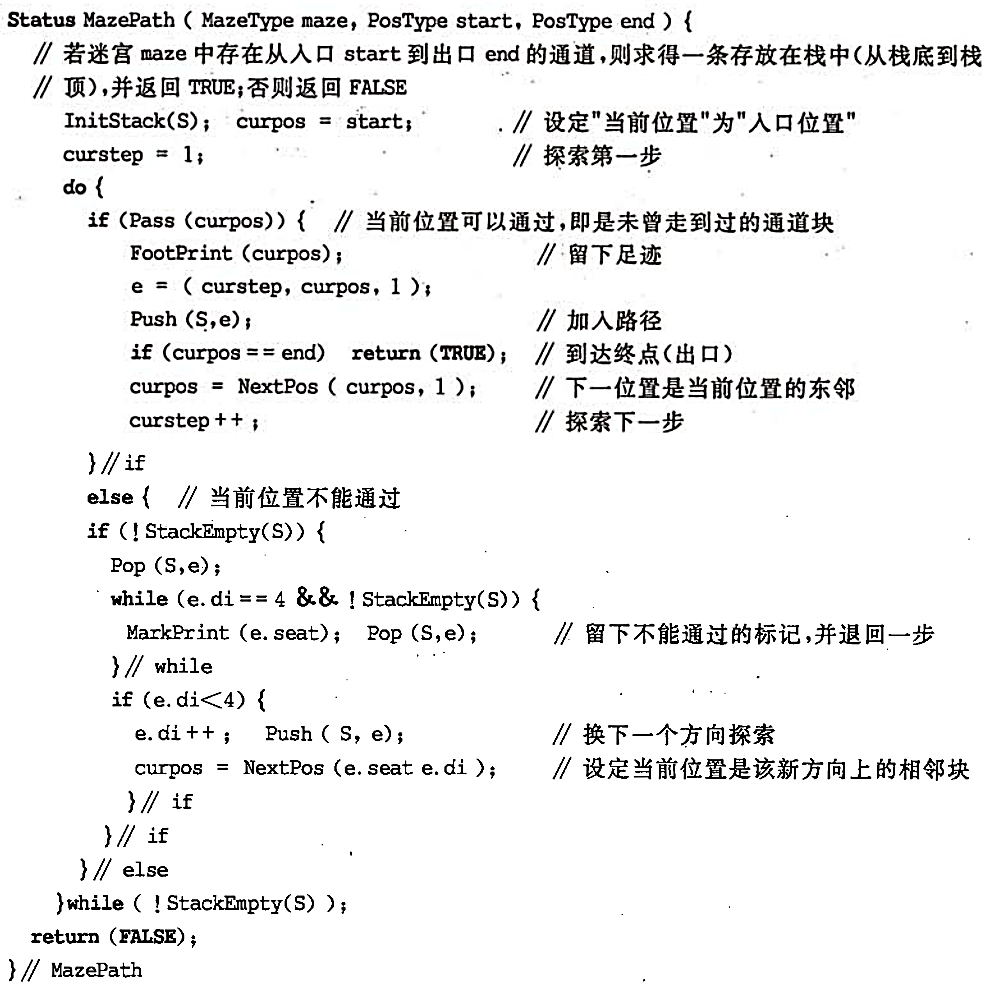 Status MazePath ( MazeType maze, PosType start, PosType end ) {
// 若迷宫 maze 中存在从入口 start 到出口 end 的通道,则求得一条存放在栈中(从栈底到栈
// 顶),并返回 TRUE;否则返回 FALSE
InitStack(S); curpos = start; // 设定"当前位置"为"入口位置"
curstep = 1; // 探索第一步
do {
if (Pass (curpos)) { // 当前位置可以通过,即是未曾走到过的通道块
FootPrint (curpos); // 留下足迹
e = ( curstep, curpos, 1 );
Push (S,e); // 加入路径
if (curpos == end) return (TRUE); // 到达终点(出口)
curpos = NextPos ( curpos, 1 ); // 下一位置是当前位置的东邻
curstep++ ; // 探索下一步
}// if
else { // 当前位置不能通过
if (! StackEmpty(S)) {
Pop (S,e);
while (e.di == 4 && ! StackEmpty(S)) {
MarkPrint (e.seat); Pop (S,e); // 留下不能通过的标记,并退回一步
}// while
if (e.di<4) {
e.di++ ; Push ( S, e); // 换下一个方向探索
curpos = NextPos (e.seat e.di ); // 设定当前位置是该新方向上的相邻块
}// if
}// if
}// else
}while ( ! StackEmpty(S) );
return (FALSE);
}// MazePath